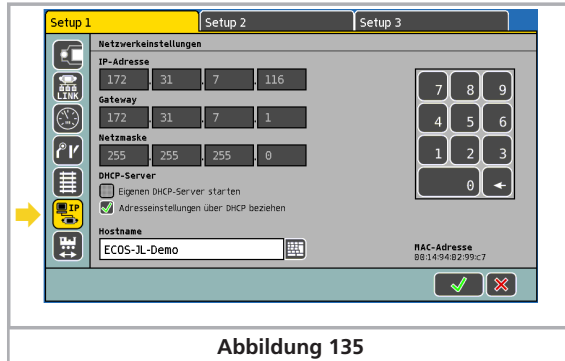 Setup 1 Setup 2 Setup 3
Netzwerkeinstellungen
IP-Adresse
172 . 31 . 7 . 116
Gateway
172 . 31 . 7 . 1
Netzmaske
255 . 255 . 255 . 0
DHCP-Server
Eigenen DHCP-Server starten
Adresseinstellungen über DHCP beziehen
Hostname
ECOS-JL-Demo
LINK
IP
7 8 9
4 5 6
1 2 3
0
MAC-Adresse
00:14:94:B2:99:c7
Abbildung 135